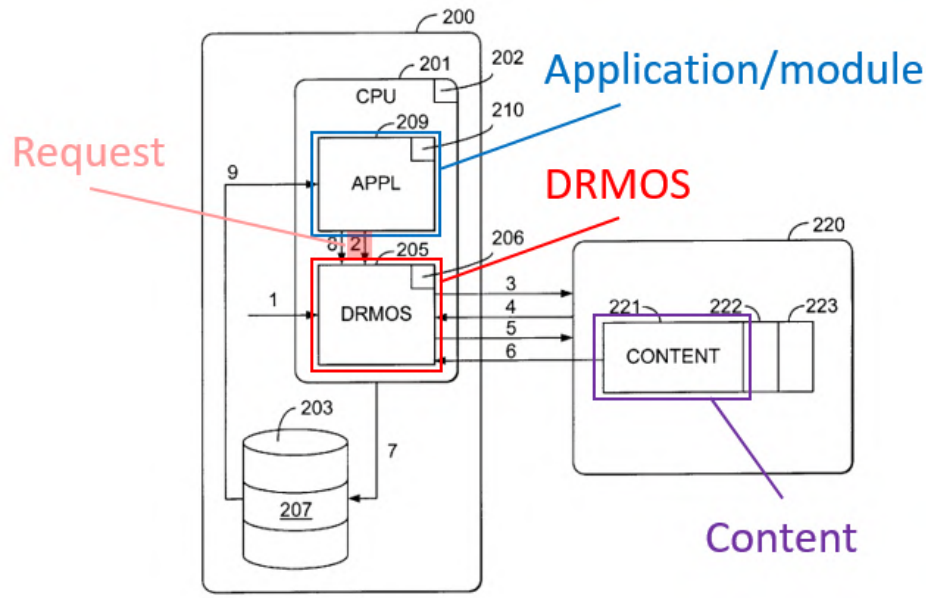 200
201
202
CPU
Application/module
209
210
Request
9
APPL
DRMOS
8
2
205
206
220
3
1
DRMOS
4
221
222
223
5
CONTENT
6
203
7
207
Content